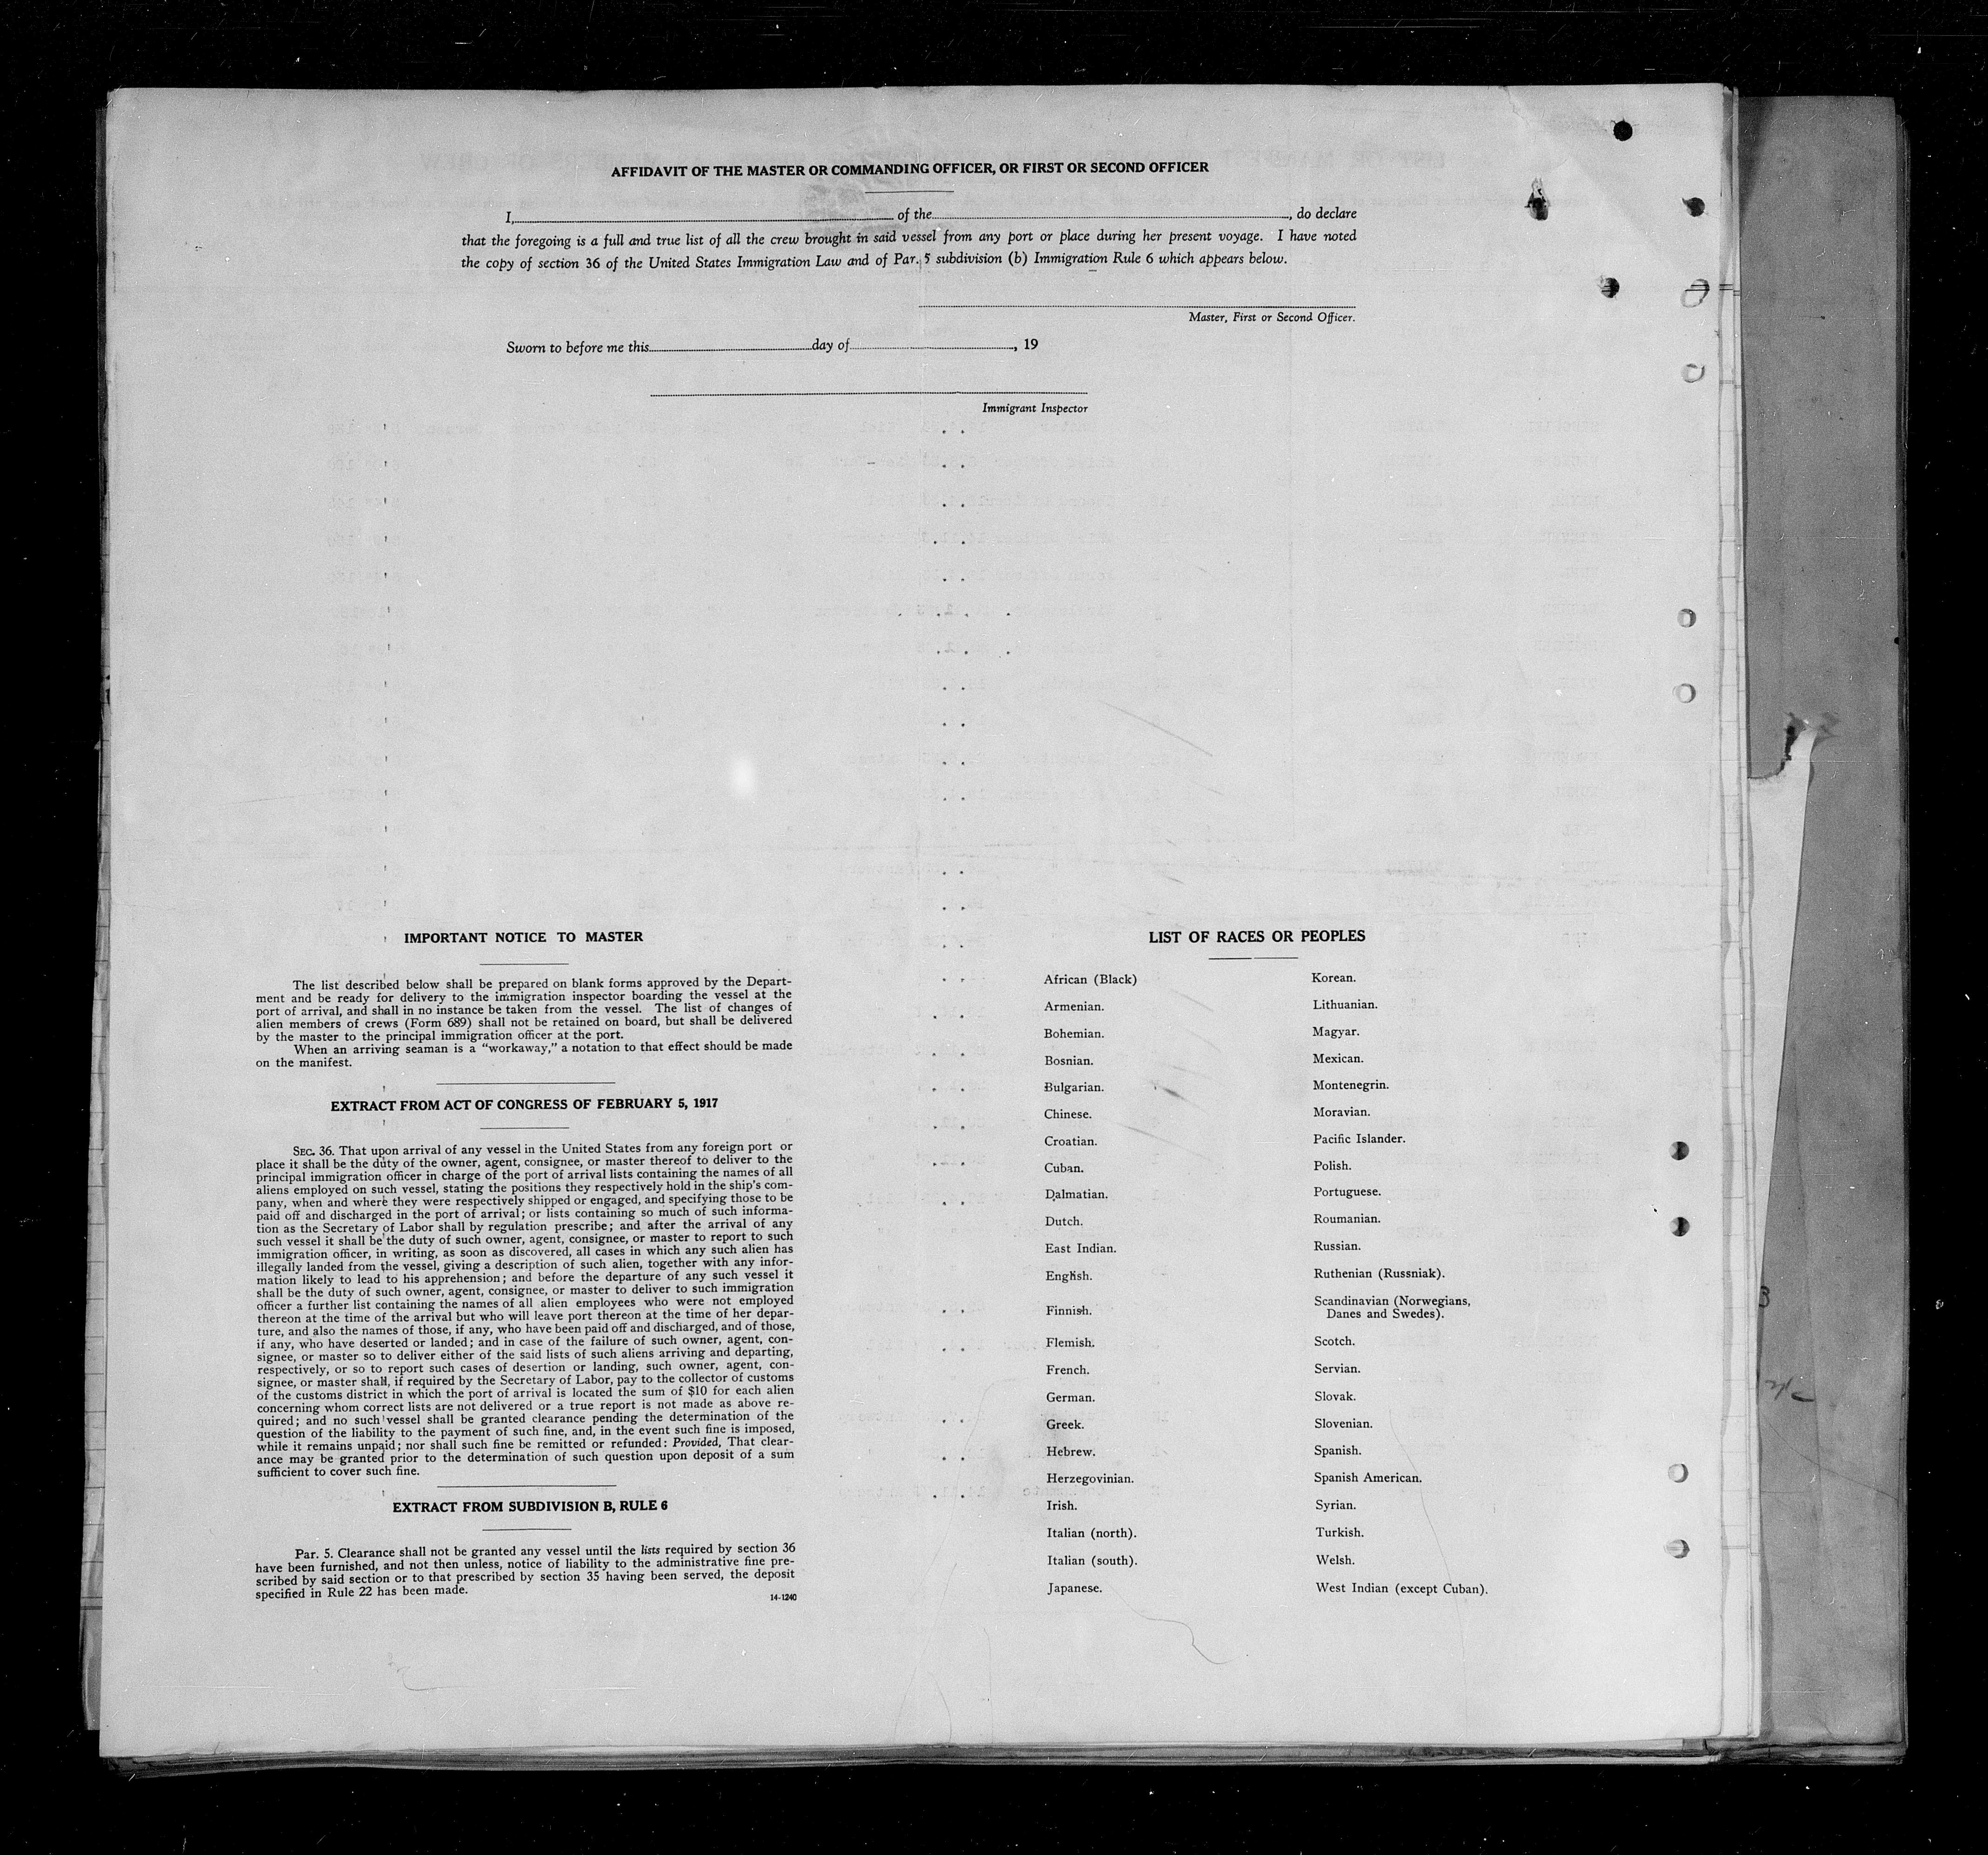 AFFIDAVIT OF THE MASTER OR COMMANDING OFFICER, OR FIRST OR SECOND OFFICER
I, of the , do declare
that the foregoing is a full and true list of all the crew brought in said vessel from any port or place during her present voyage. I have noted
the copy of section 36 of the United States Immigration Law and of Par. 5 subdivision (b) Immigration Rule 6 which appears below.
Master, First or Second Officer.
Sworn to before me this day of , 19
Immigrant Inspector
IMPORTANT NOTICE TO MASTER
The list described below shall be prepared on blank forms approved by the Depart-
ment and be ready for delivery to the immigration inspector boarding the vessel at the
port of arrival, and shall in no instance be taken from the vessel. The list of changes of
alien members of crews (Form 689) shall not be retained on board, but shall be delivered
by the master to the principal immigration officer at the port.
When an arriving seaman is a "workaway," a notation to that effect should be made
on the manifest.
EXTRACT FROM ACT OF CONGRESS OF FEBRUARY 5, 1917
SEC. 36. That upon arrival of any vessel in the United States from any foreign port or
place it shall be the duty of the owner, agent, consignee, or master thereof to deliver to the
principal immigration officer in charge of the port of arrival lists containing the names of all
aliens employed on such vessel, stating the positions they respectively hold in the ship's com-
pany, when and where they were respectively shipped or engaged, and specifying those to be
paid off and discharged in the port of arrival; or lists containing so much of such informa-
tion as the Secretary of Labor shall by regulation prescribe; and after the arrival of any
such vessel it shall be the duty of such owner, agent, consignee, or master to report to such
immigration officer, in writing, as soon as discovered, all cases in which any such alien has
illegally landed from the vessel, giving a description of such alien, together with any infor-
mation likely to lead to his apprehension; and before the departure of any such vessel it
shall be the duty of such owner, agent, consignee, or master to deliver to such immigration
officer a further list containing the names of all alien employees who were not employed
thereon at the time of the arrival but who will leave port thereon at the time of her depar-
ture, and also the names of those, if any, who have been paid off and discharged, and of those,
if any, who have deserted or landed; and in case of the failure of such owner, agent, con-
signee, or master so to deliver either of the said lists of such aliens arriving and departing,
respectively, or so to report such cases of desertion or landing, such owner, agent, con-
signee, or master shall, if required by the Secretary of Labor, pay to the collector of customs
of the customs district in which the port of arrival is located the sum of $10 for each alien
concerning whom correct lists are not delivered or a true report is not made as above re-
quired; and no such vessel shall be granted clearance pending the determination of the
question of the liability to the payment of such fine, and, in the event such fine is imposed,
while it remains unpaid; nor shall such fine be remitted or refunded: Provided, That clear-
ance may be granted prior to the determination of such question upon deposit of a sum
sufficient to cover such fine.
EXTRACT FROM SUBDIVISION B, RULE 6
Par. 5. Clearance shall not be granted any vessel until the lists required by section 36
have been furnished, and not then unless, notice of liability to the administrative fine pre-
scribed by said section or to that prescribed by section 35 having been served, the deposit
specified in Rule 22 has been made.
14-1240
LIST OF RACES OR PEOPLES
African (Black)
Armenian.
Bohemian.
Bosnian.
Bulgarian.
Chinese.
Croatian.
Cuban.
Dalmatian.
Dutch.
East Indian.
English.
Finnish.
Flemish.
French.
German.
Greek.
Hebrew.
Herzegovinian.
Irish.
Italian (north).
Italian (south).
Japanese.
Korean.
Lithuanian.
Magyar.
Mexican.
Montenegrin.
Moravian.
Pacific Islander.
Polish.
Portuguese.
Roumanian.
Russian.
Ruthenian (Russniak).
Scandinavian (Norwegians,
Danes and Swedes).
Scotch.
Servian.
Slovak.
Slovenian.
Spanish.
Spanish American.
Syrian.
Turkish.
Welsh.
West Indian (except Cuban).